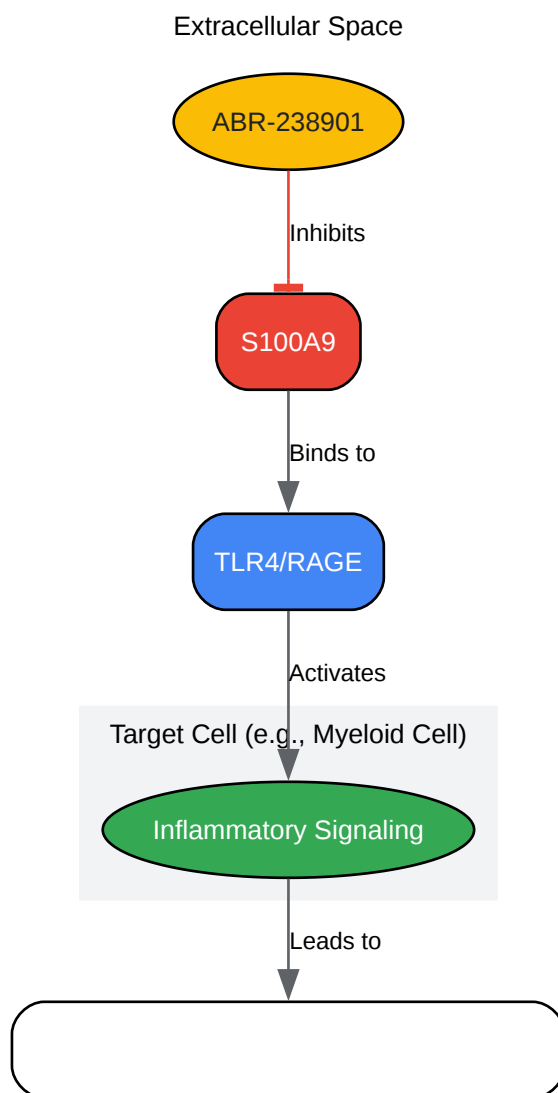 Extracellular Space
ABR-238901
Inhibits
S100A9
Binds to
TLR4/RAGE
Activates
Target Cell (e.g., Myeloid Cell)
Inflammatory Signaling
Leads to